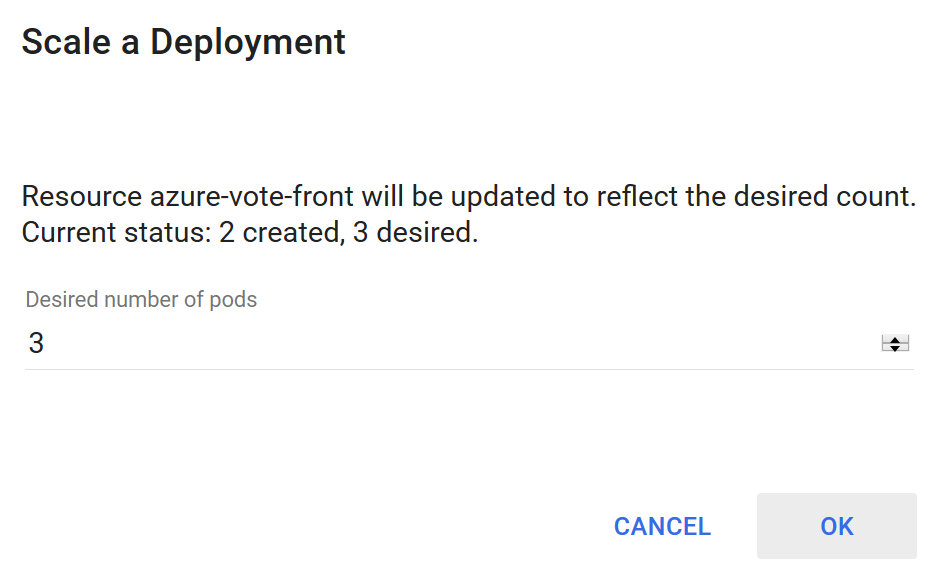 Scale a Deployment
Resource azure-vote-front will be updated to reflect the desired count.
Current status: 2 created, 3 desired.
Desired number of pods
3
CANCEL OK